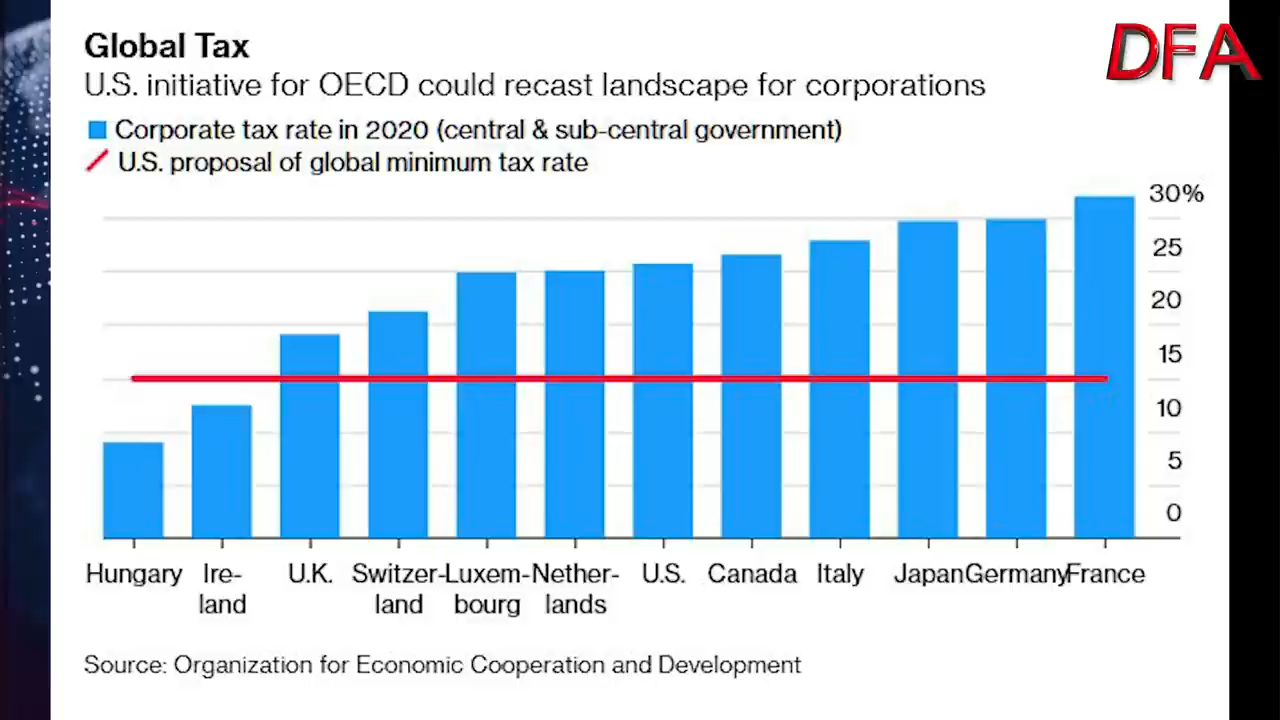 DFA
Global Tax
U.S. initiative for OECD could recast landscape for corporations
Corporate tax rate in 2020 (central & sub-central government)
U.S. proposal of global minimum tax rate
30%
25
20
15
10
5
0
Hungary Ire- U.K. Switzer- Luxem- Nether- U.S. Canada Italy Japan Germany France
land land bourg lands
Source: Organization for Economic Cooperation and Development